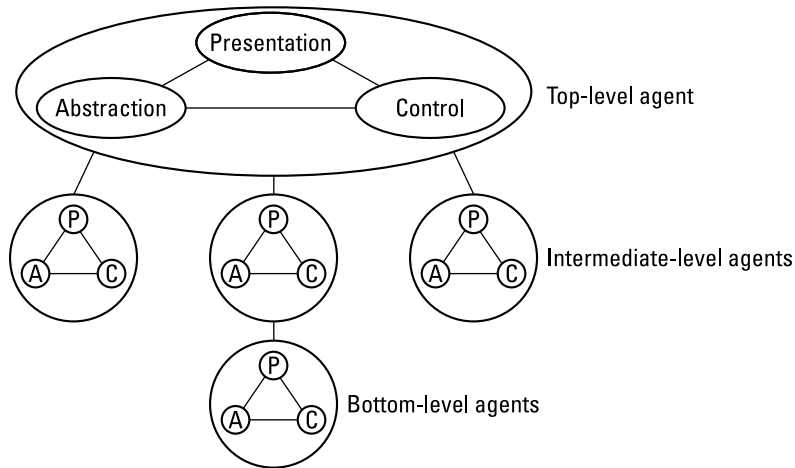 Presentation
Abstraction
Control
Top-level agent
P
A
C
P
A
C
P
A
C
Intermediate-level agents
P
A
C
Bottom-level agents